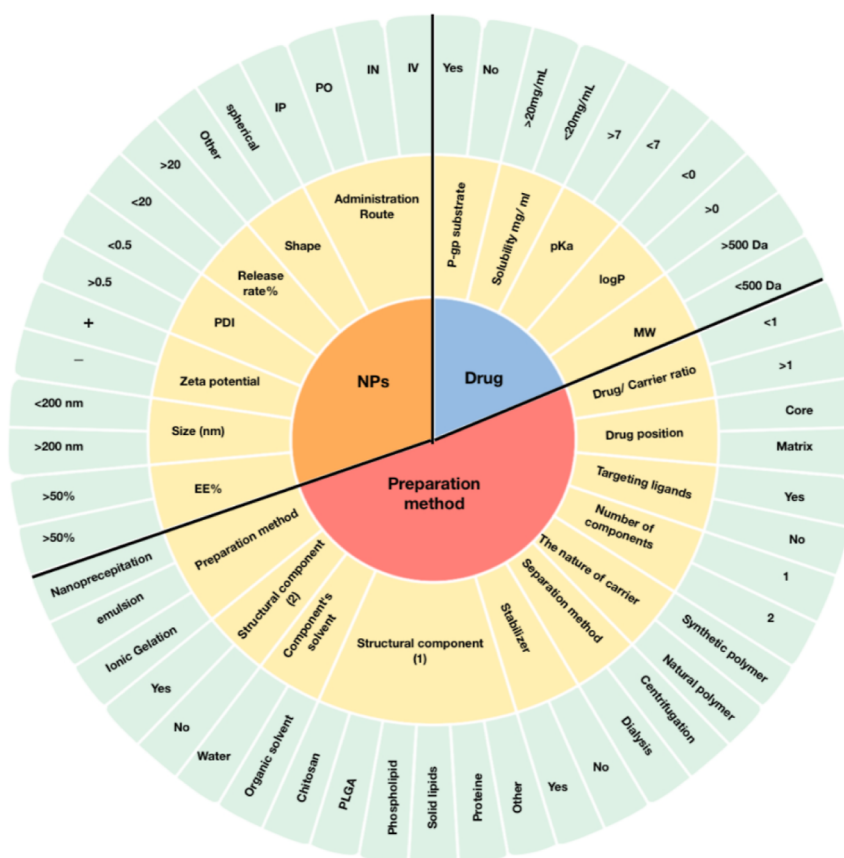 NPs
Drug
Preparation
method
Administration
Route
P-gp substrate
Solubility mg/ ml
pKa
logP
MW
Drug/ Carrier ratio
Drug position
Targeting ligands
Number of
components
The nature of carrier
Separation method
Stabilizer
Structural component
(1)
Component's
solvent
Structural component
(2)
Preparation method
EE%
Size (nm)
Zeta potential
PDI
Release
rate%
Shape
Yes
No
>20mg/mL
<20mg/mL
>7
<7
<0
>0
>500 Da
<500 Da
<1
>1
Core
Matrix
Yes
No
1
2
Synthetic polymer
Natural polymer
Centrifugation
Dialysis
No
Yes
Other
Proteine
Solid lipids
Phospholipid
PLGA
Chitosan
Organic solvent
Water
No
Yes
Ionic Gelation
emulsion
Nanoprecepitation
>50%
>50%
>200 nm
<200 nm
−
+
>0.5
<0.5
<20
>20
Other
spherical
IP
PO
IN
IV